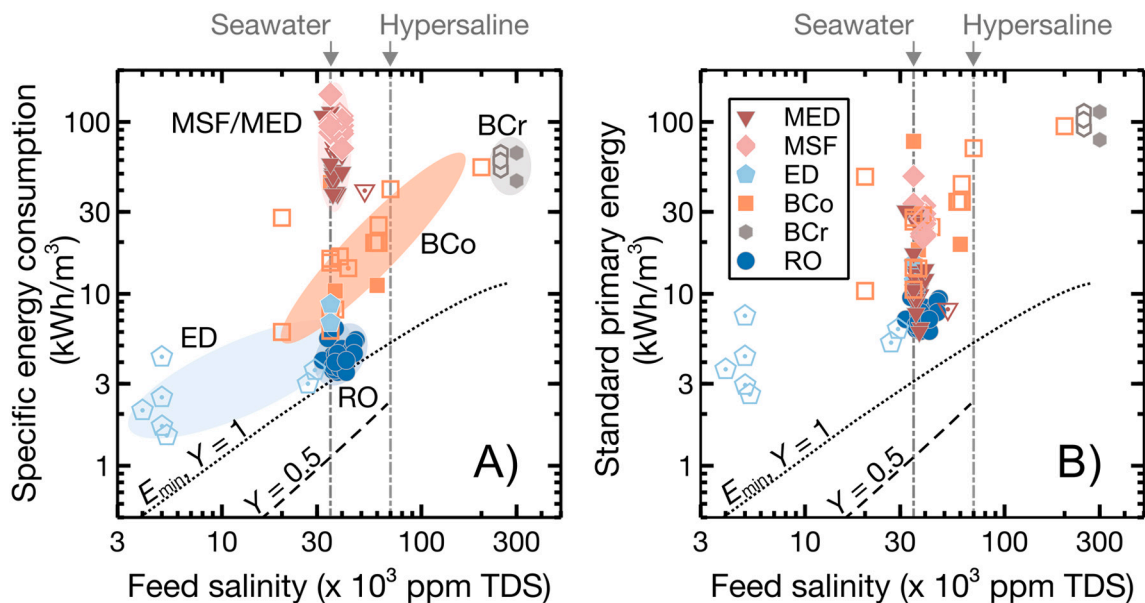 Seawater
Hypersaline
Seawater
Hypersaline
Specific energy consumption
(kWh/m³)
100
30
10
3
1
MSF/MED
BCr
BCo
ED
RO
Eₘᵢₙ, Y = 1
Y = 0.5
A)
3
10
30
100
300
Feed salinity (x 10³ ppm TDS)
Standard primary energy
(kWh/m³)
100
30
10
3
1
MED
MSF
ED
BCo
BCr
RO
Eₘᵢₙ, Y = 1
Y = 0.5
B)
3
10
30
100
300
Feed salinity (x 10³ ppm TDS)